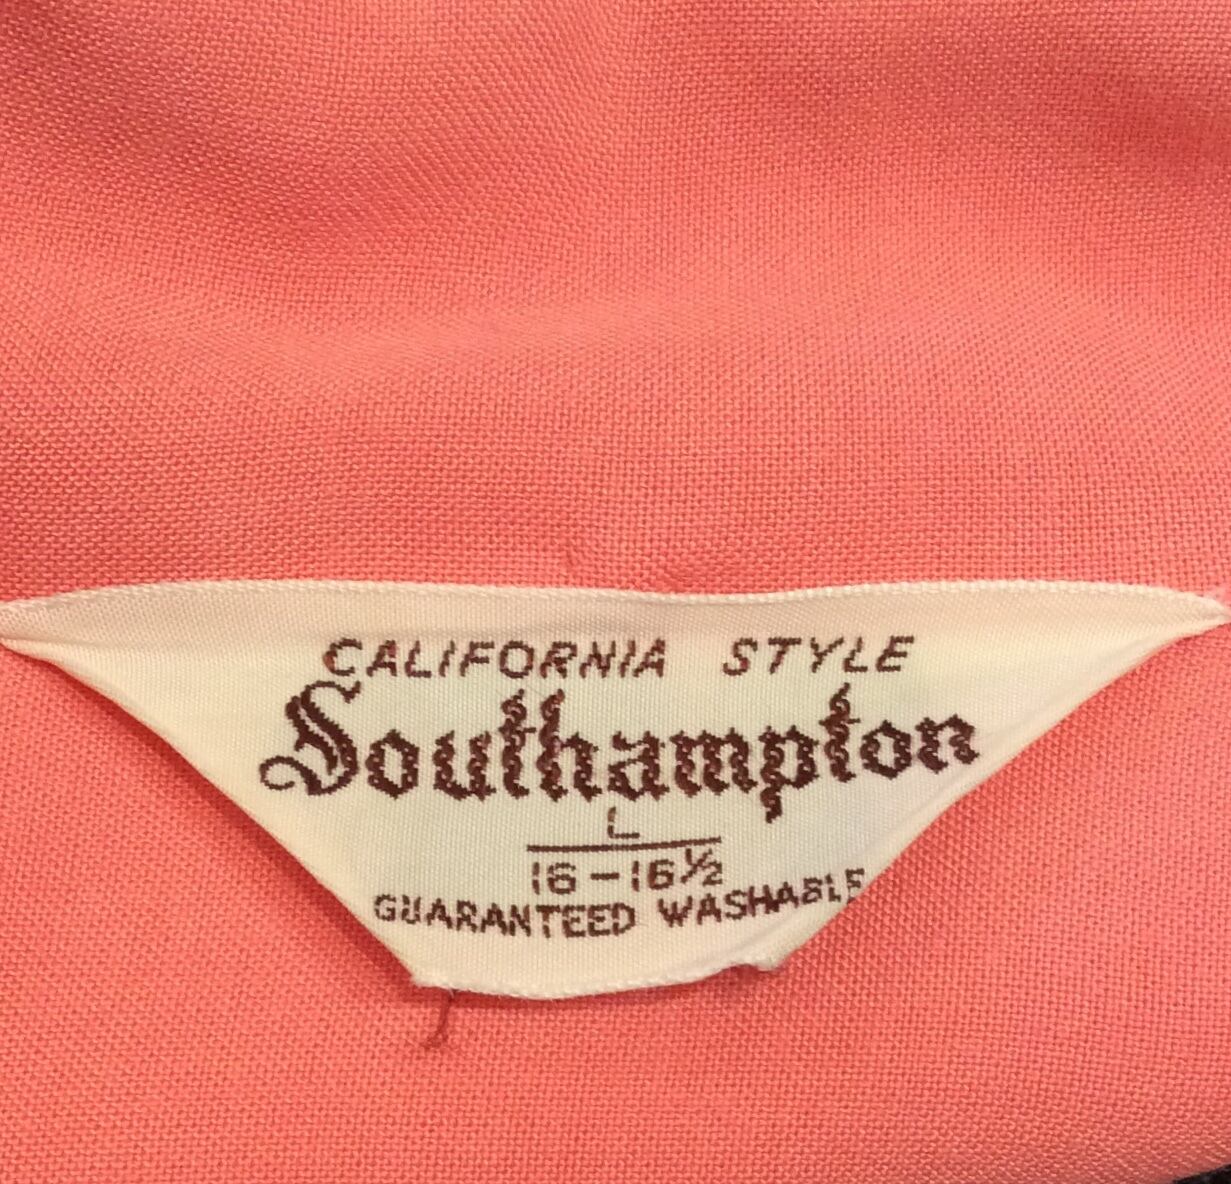 CALIFORNIA STYLE
Southampton
L
16-16½
GUARANTEED WASHABLE